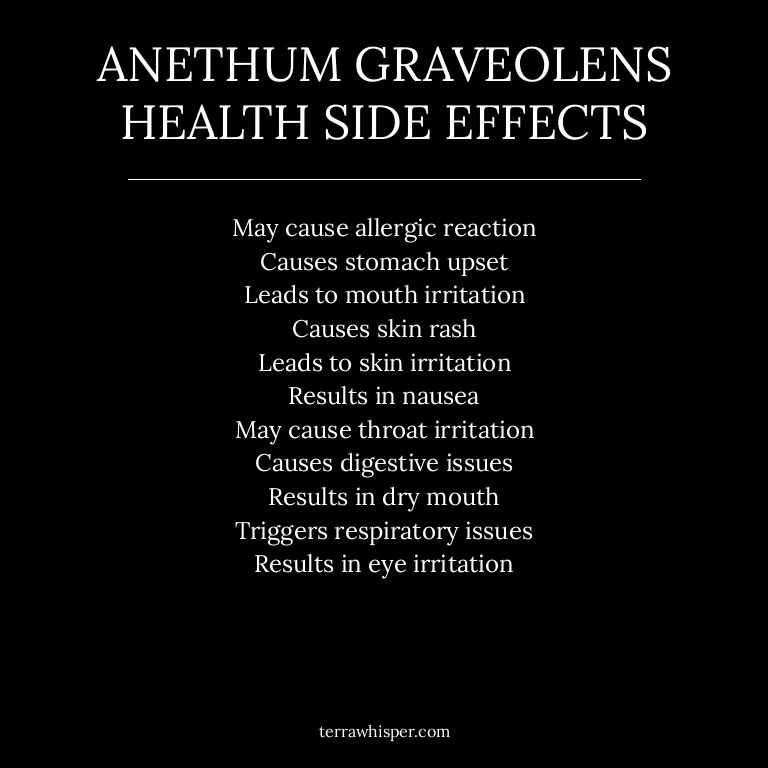 ANETHUM GRAVEOLENS
HEALTH SIDE EFFECTS
May cause allergic reaction
Causes stomach upset
Leads to mouth irritation
Causes skin rash
Leads to skin irritation
Results in nausea
May cause throat irritation
Causes digestive issues
Results in dry mouth
Triggers respiratory issues
Results in eye irritation
terrawhisper.com